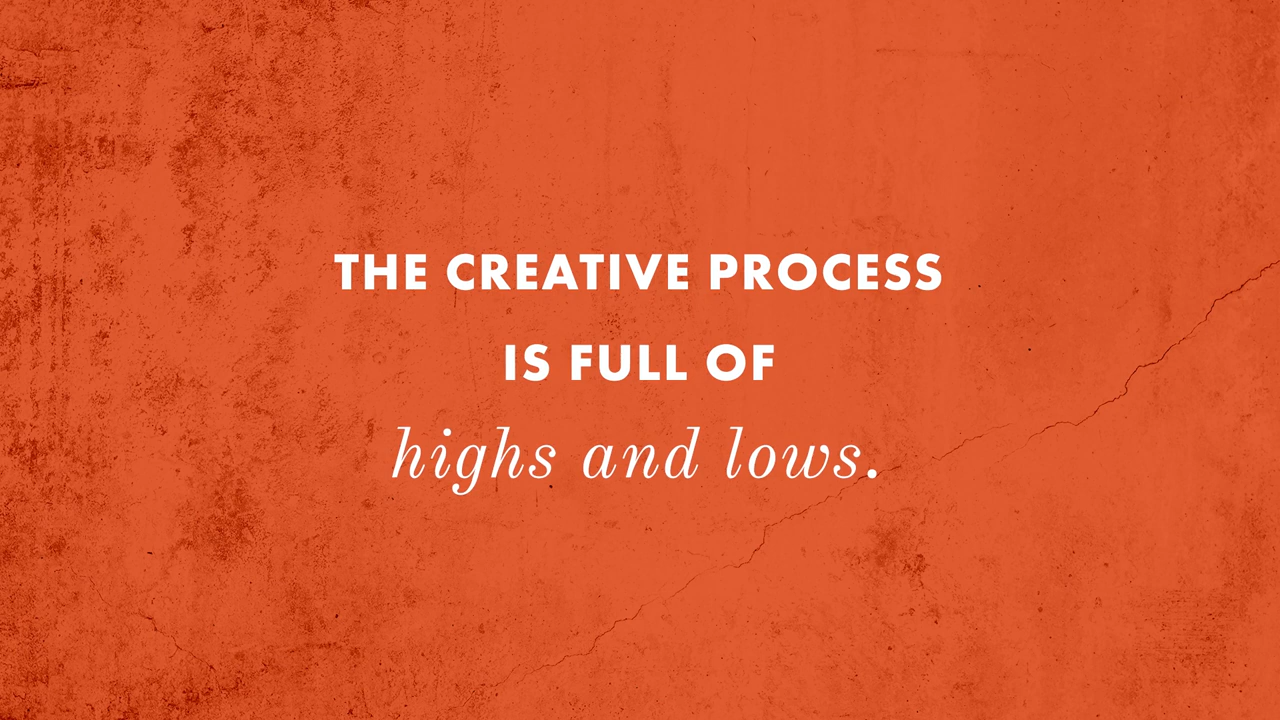 THE CREATIVE PROCESS
IS FULL OF
highs and lows.